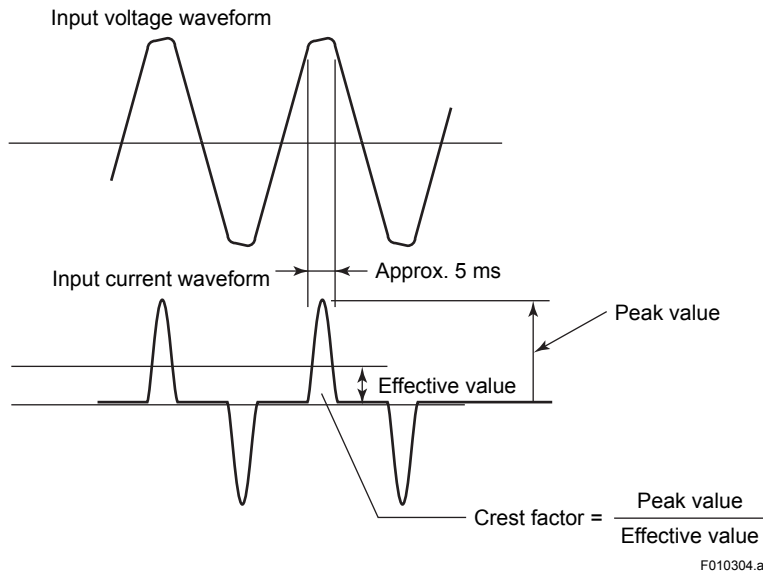 Input voltage waveform
Input current waveform
Approx. 5 ms
Peak value
Effective value
Crest factor =
Peak value
Effective value
F010304.a